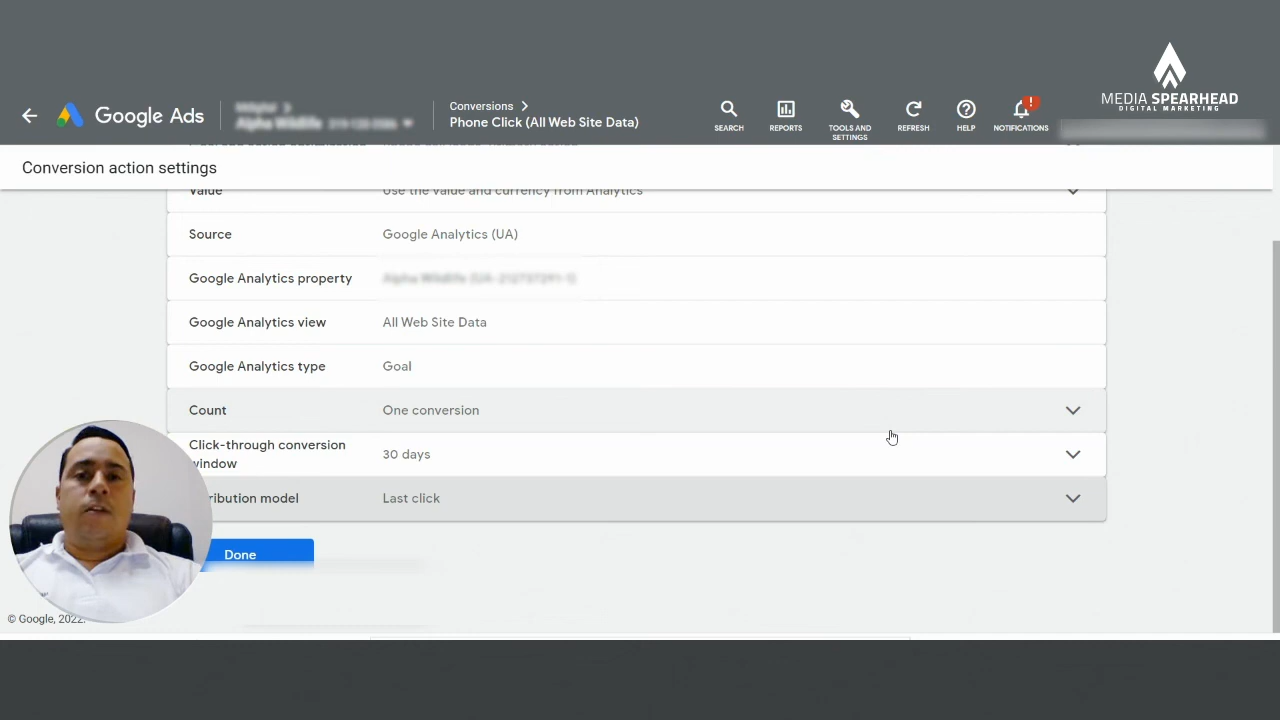 MEDIA SPEARHEAD
DIGITAL MARKETING
Google Ads
Conversions
Phone Click (All Web Site Data)
SEARCH
REPORTS
TOOLS AND
SETTINGS
REFRESH
HELP
!
NOTIFICATIONS
Conversion action settings
Value Use the value and currency from Analytics
Source Google Analytics (UA)
Google Analytics property
Google Analytics view All Web Site Data
Google Analytics type Goal
Count One conversion
Click-through conversion
window
30 days
ribution model Last click
Done
© Google, 2022.